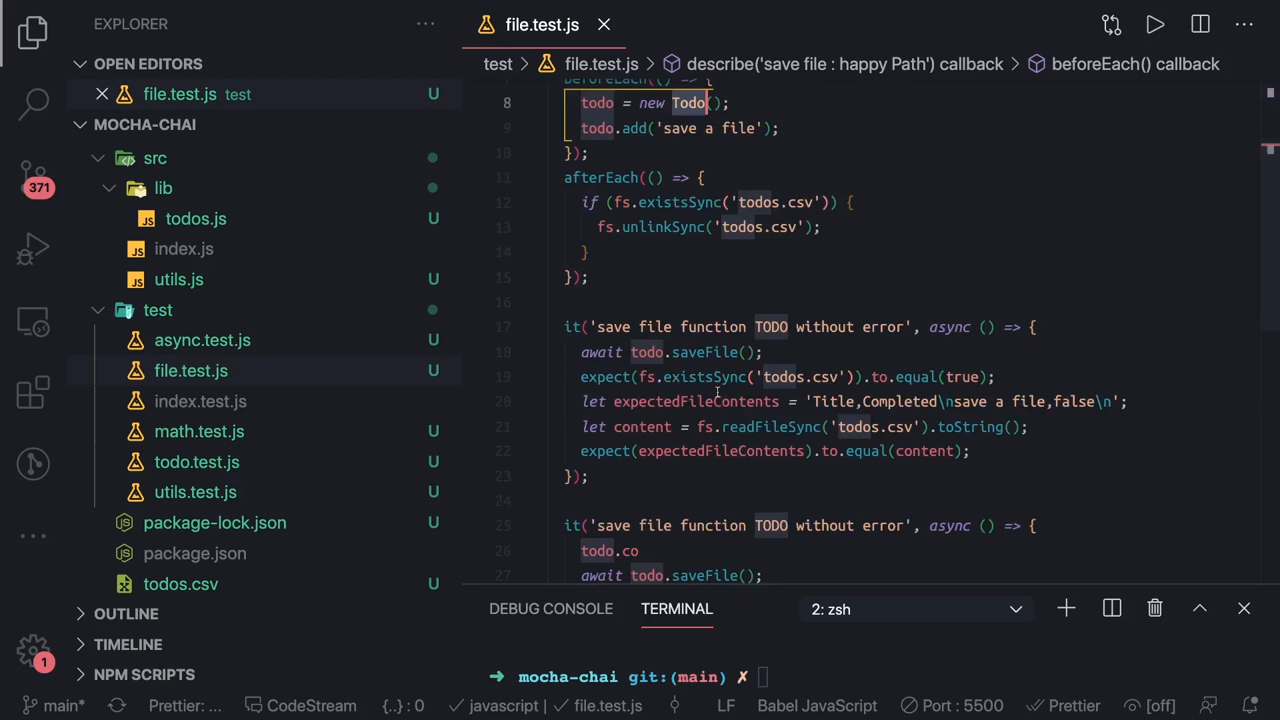 EXPLORER
OPEN EDITORS
file.test.js test U
MOCHA-CHAI
src
lib
JS todos.js U
JS index.js
JS utils.js U
test
async.test.js U
file.test.js U
index.test.js
math.test.js U
todo.test.js U
utils.test.js U
package-lock.json U
package.json
todos.csv U
OUTLINE
TIMELINE
NPM SCRIPTS
371
1
file.test.js
test > file.test.js > describe('save file : happy Path') callback > beforeEach() callback
beforeEach(() => {
8 todo = new Todo();
9 todo.add('save a file');
10 });
11 afterEach(() => {
12 if (fs.existsSync('todos.csv')) {
13 fs.unlinkSync('todos.csv');
14 }
15 });
16
17 it('save file function TODO without error', async () => {
18 await todo.saveFile();
19 expect(fs.existsSync('todos.csv')).to.equal(true);
20 let expectedFileContents = 'Title,Completed\nsave a file,false\n';
21 let content = fs.readFileSync('todos.csv').toString();
22 expect(expectedFileContents).to.equal(content);
23 });
24
25 it('save file function TODO without error', async () => {
26 todo.co
27 await todo.saveFile();
DEBUG CONSOLE TERMINAL 2: zsh
→ mocha-chai git:(main) ✗
main* Prettier: ... CodeStream {..} : 0 ✓ javascript | ✓ file.test.js LF Babel JavaScript Port : 5500 Prettier [off]